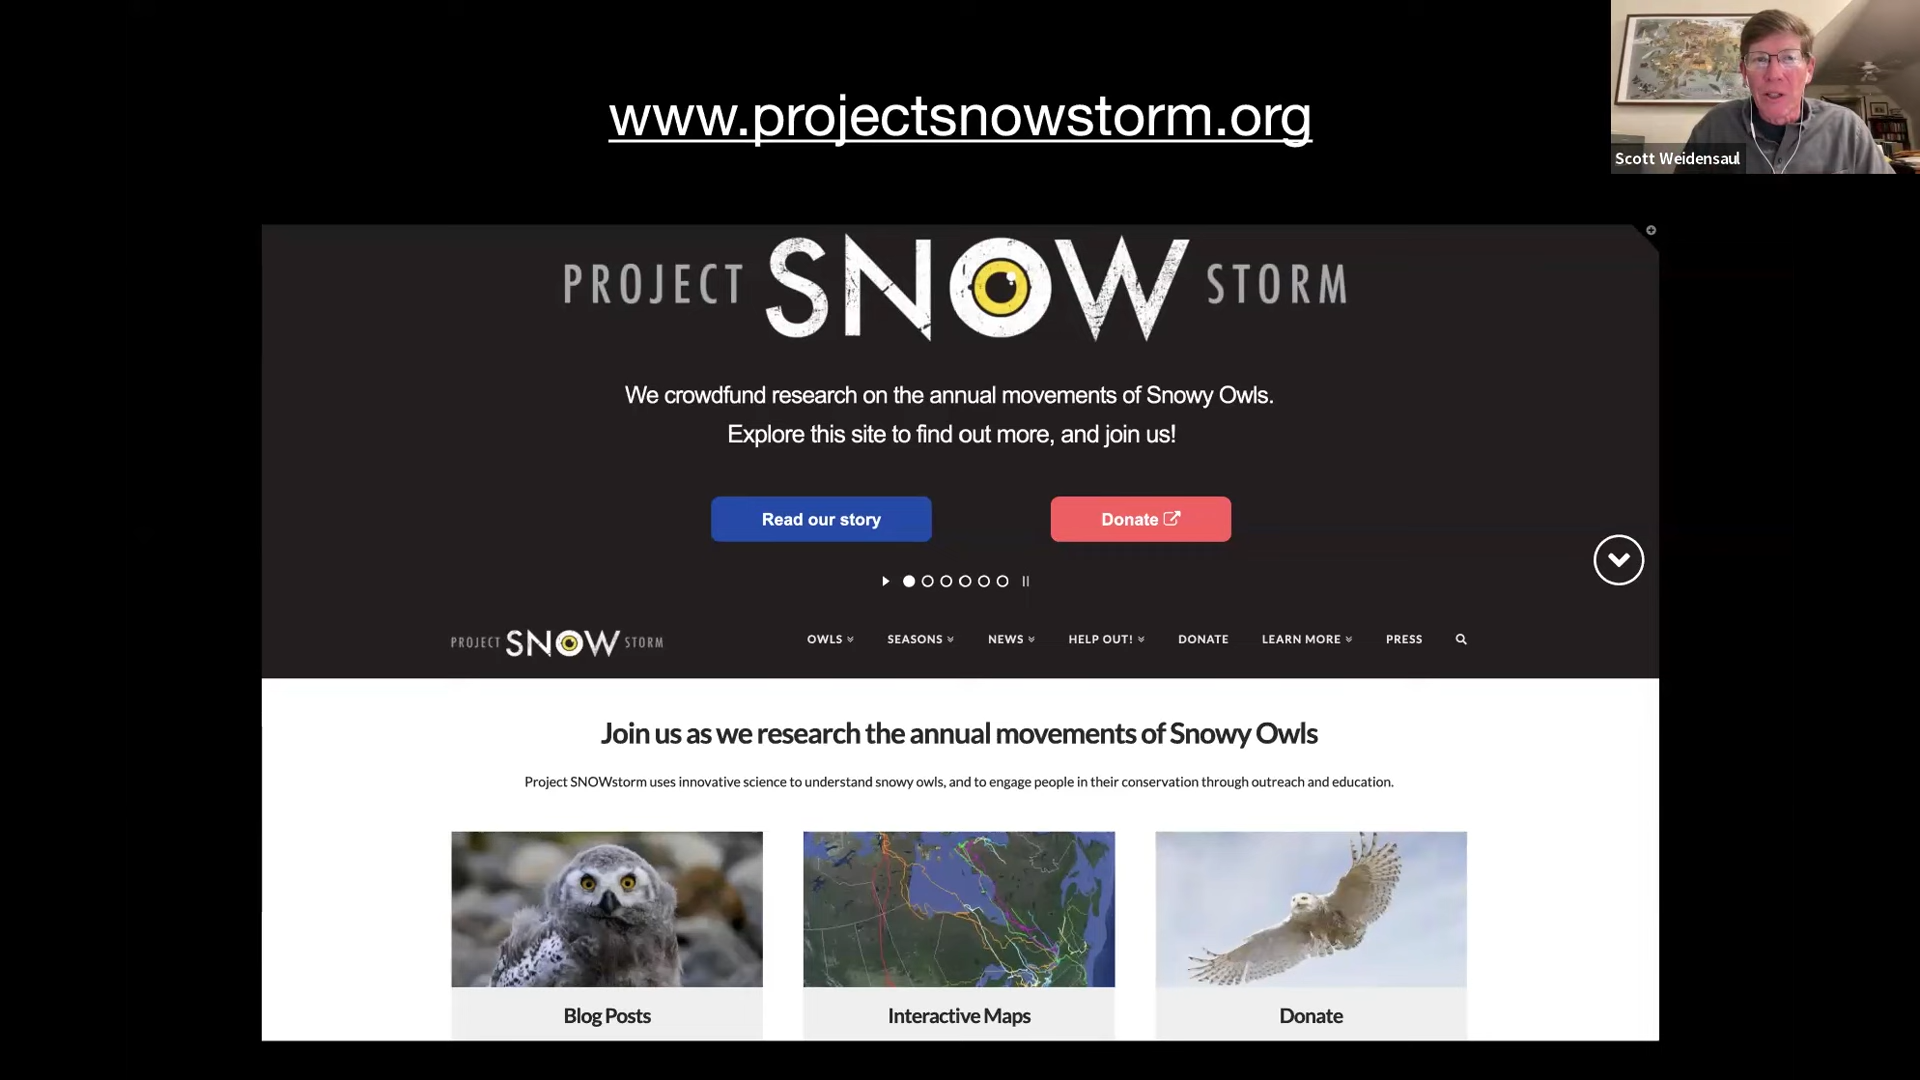 www.projectsnowstorm.org
Scott Weidensaul
PROJECT SNOW STORM
We crowdfund research on the annual movements of Snowy Owls.
Explore this site to find out more, and join us!
Read our story
Donate
PROJECT SNOW STORM
OWLS SEASONS NEWS HELP OUT! DONATE LEARN MORE PRESS
Join us as we research the annual movements of Snowy Owls
Project SNOWstorm uses innovative science to understand snowy owls, and to engage people in their conservation through outreach and education.
Blog Posts
Interactive Maps
Donate